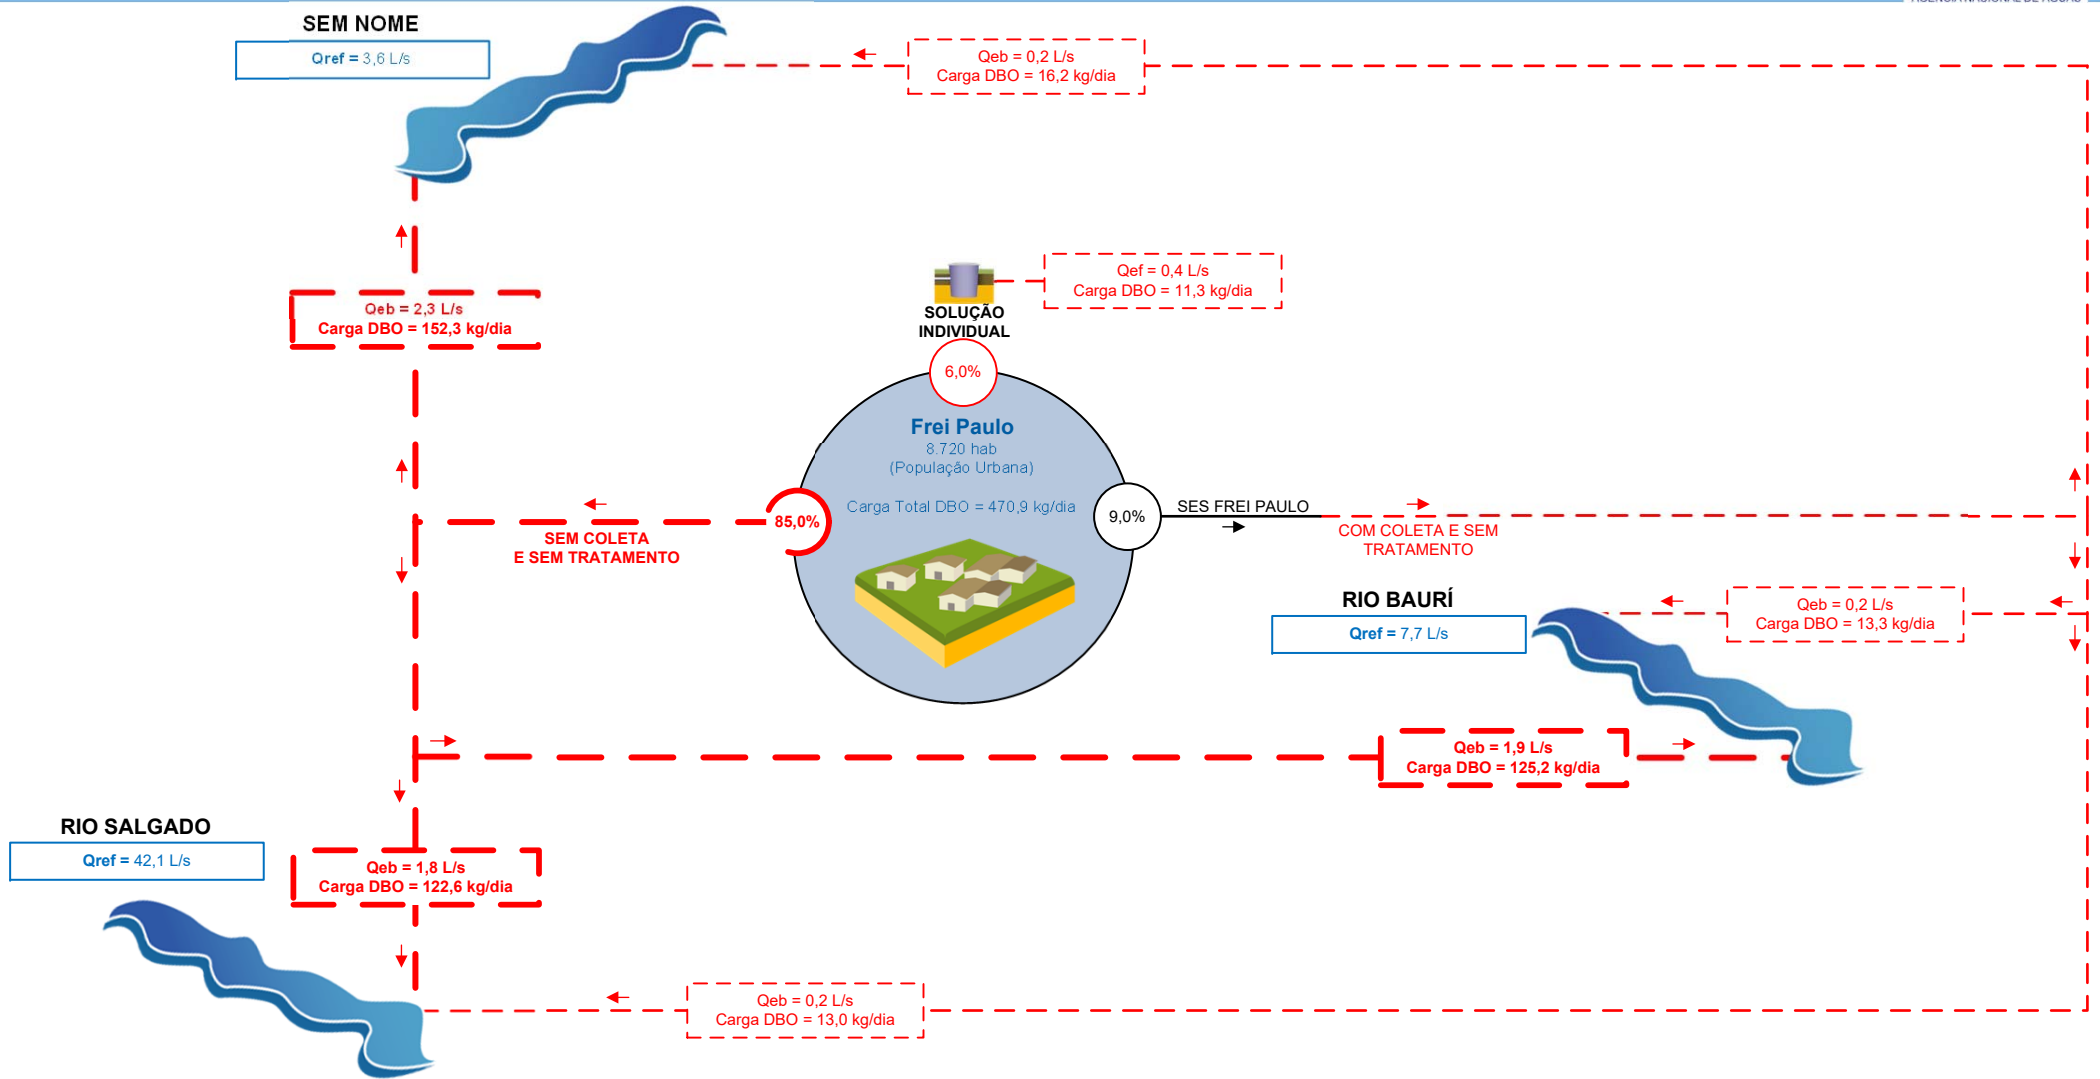 AGÊNCIA NACIONAL DE ÁGUAS
SEM NOME
Qref = 3,6 L/s
Qeb = 0,2 L/s
Carga DBO = 16,2 kg/dia
Qeb = 2,3 L/s
Carga DBO = 152,3 kg/dia
Qef = 0,4 L/s
Carga DBO = 11,3 kg/dia
SOLUÇÃO
INDIVIDUAL
6,0%
Frei Paulo
8.720 hab
(População Urbana)
Carga Total DBO = 470,9 kg/dia
85,0%
SEM COLETA
E SEM TRATAMENTO
9,0%
SES FREI PAULO
COM COLETA E SEM
TRATAMENTO
RIO BAURÍ
Qref = 7,7 L/s
Qeb = 0,2 L/s
Carga DBO = 13,3 kg/dia
Qeb = 1,9 L/s
Carga DBO = 125,2 kg/dia
RIO SALGADO
Qref = 42,1 L/s
Qeb = 1,8 L/s
Carga DBO = 122,6 kg/dia
Qeb = 0,2 L/s
Carga DBO = 13,0 kg/dia